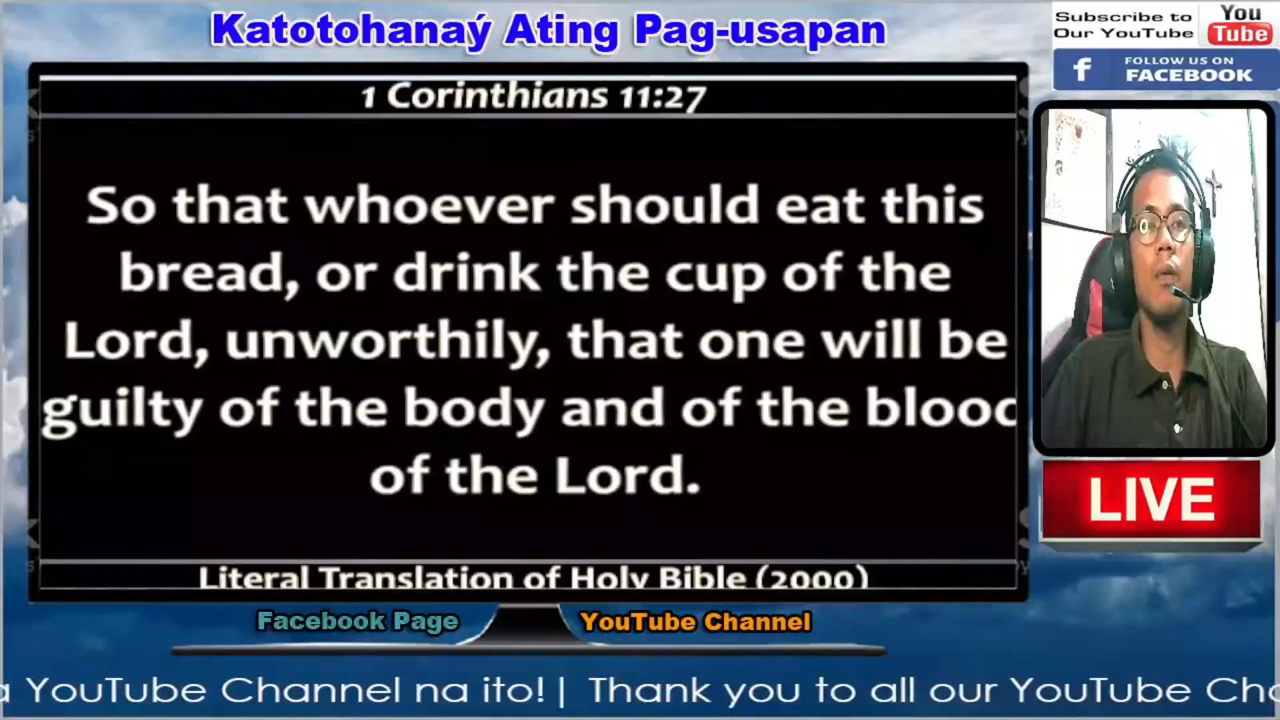 Katotohanaý Ating Pag-usapan
Subscribe to
Our YouTube
You
Tube
f
FOLLOW US ON
FACEBOOK
1 Corinthians 11:27
So that whoever should eat this
bread, or drink the cup of the
Lord, unworthily, that one will be
guilty of the body and of the blood
of the Lord.
Literal Translation of Holy Bible (2000)
LIVE
Facebook Page
YouTube Channel
a YouTube Channel na ito! | Thank you to all our YouTube Cha